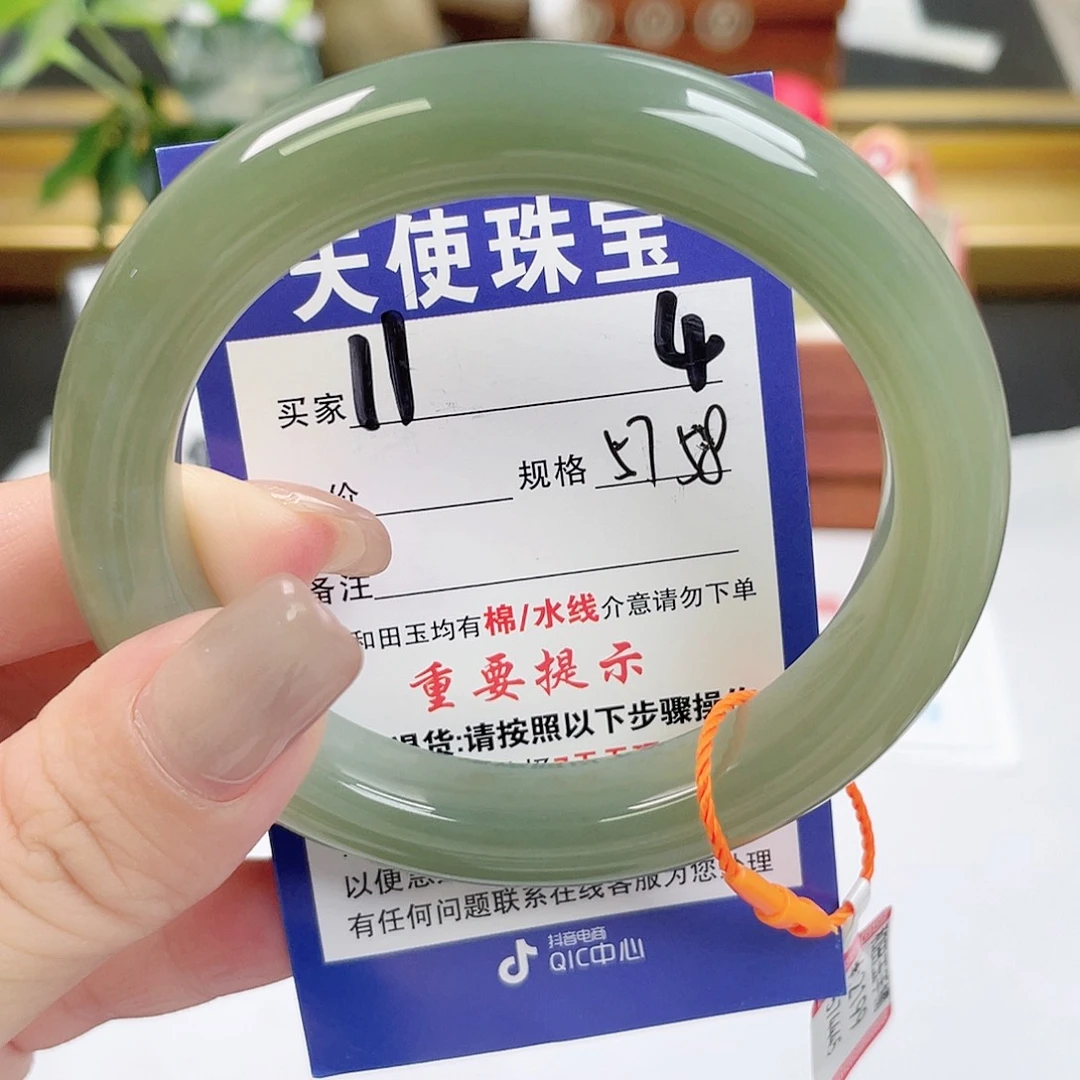 天使珠宝
买家 11 4
价
规格 57 58
备注
和田玉均有棉/水线介意请勿下单
重要提示
退货:请按照以下步骤操作
有任何问题联系在线客服为您处理
抖音电商
QIC中心